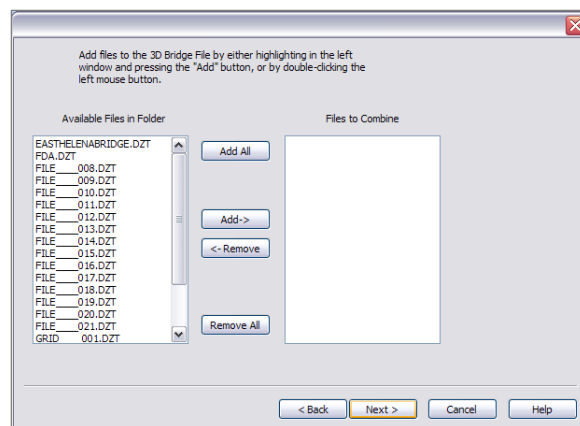 Add files to the 3D Bridge File by either highlighting in the left
window and pressing the "Add" button, or by double-clicking the
left mouse button.
Available Files in Folder
Files to Combine
EASTHELENABRIDGE.DZT
FDA.DZT
FILE____008.DZT
FILE____009.DZT
FILE____010.DZT
FILE____011.DZT
FILE____012.DZT
FILE____013.DZT
FILE____014.DZT
FILE____015.DZT
FILE____016.DZT
FILE____017.DZT
FILE____018.DZT
FILE____019.DZT
FILE____020.DZT
FILE____021.DZT
GRID____001.DZT
Add All
Add->
<- Remove
Remove All
< Back
Next >
Cancel
Help